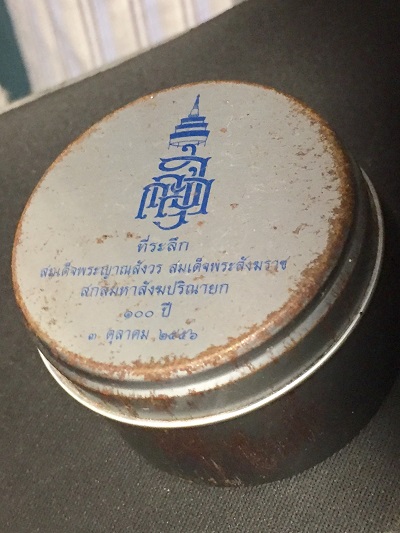 ที่ระลึก
สมเด็จพระญาณสังวร สมเด็จพระสังฆราช
สกลมหาสังฆปริณายก
๑๐๐ ปี
๓ ตุลาคม ๒๕๕๖